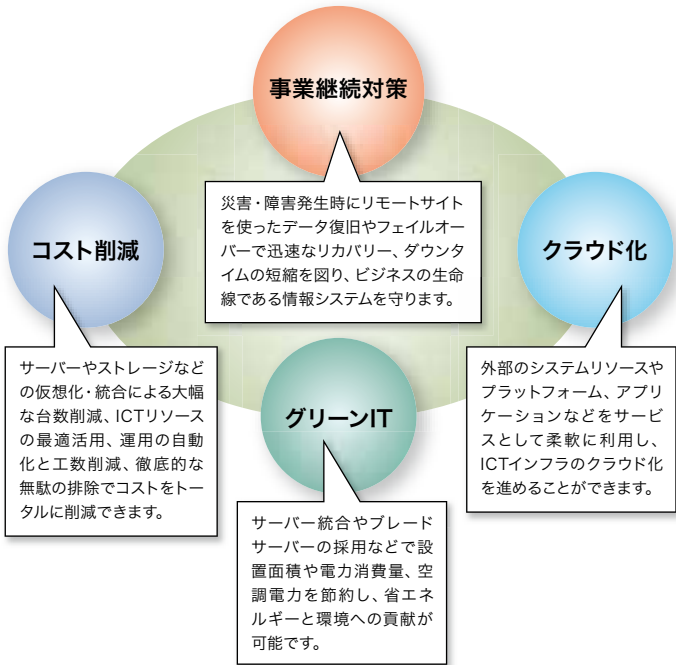 事業継続対策
災害・障害発生時にリモートサイト
を使ったデータ復旧やフェイルオー
バーで迅速なリカバリー、ダウンタ
イムの短縮を図り、ビジネスの生命
線である情報システムを守ります。
コスト削減
サーバーやストレージなど
の仮想化・統合による大幅
な台数削減、ICTリソース
の最適活用、運用の自動
化と工数削減、徹底的な
無駄の排除でコストをトー
タルに削減できます。
クラウド化
外部のシステムリソースや
プラットフォーム、アプリ
ケーションなどをサービ
スとして柔軟に利用し、
ICTインフラのクラウド化
を進めることができます。
グリーンIT
サーバー統合やブレード
サーバーの採用などで設
置面積や電力消費量、空
調電力を節約し、省エネ
ルギーと環境への貢献が
可能です。